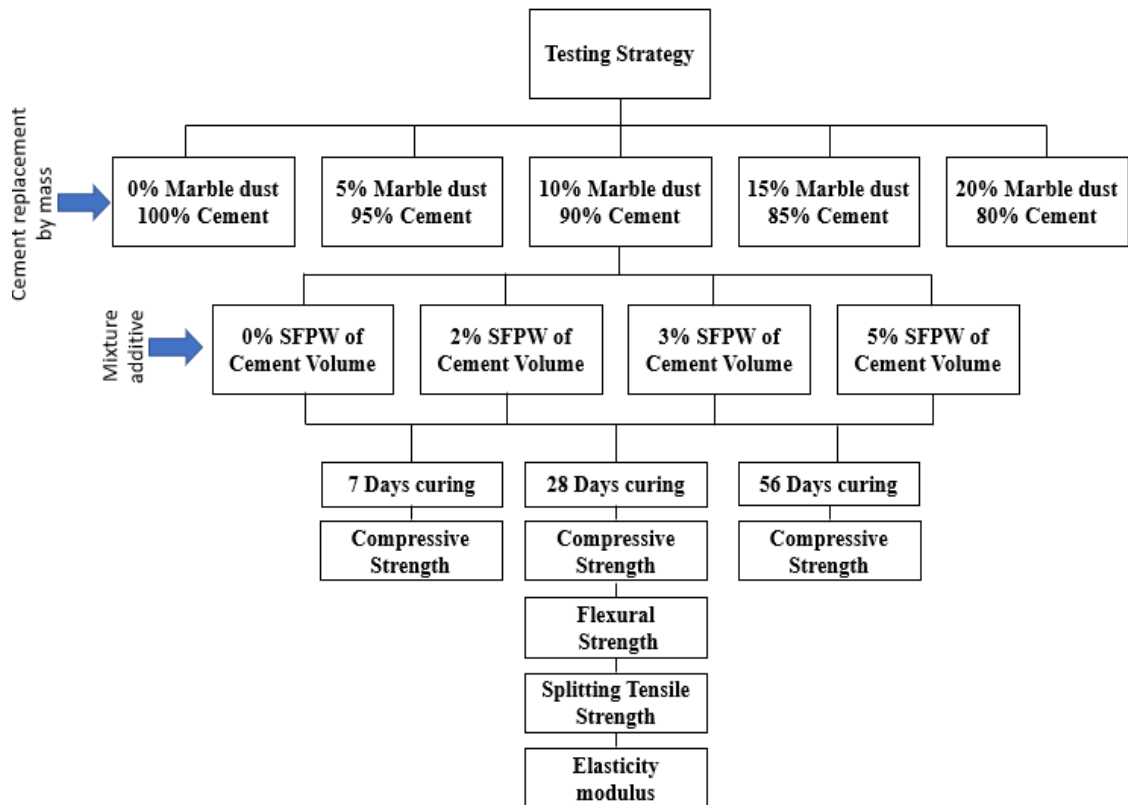 Testing Strategy
Cement replacement
by mass
0% Marble dust
100% Cement
5% Marble dust
95% Cement
10% Marble dust
90% Cement
15% Marble dust
85% Cement
20% Marble dust
80% Cement
Mixture
additive
0% SFPW of
Cement Volume
2% SFPW of
Cement Volume
3% SFPW of
Cement Volume
5% SFPW of
Cement Volume
7 Days curing
28 Days curing
56 Days curing
Compressive
Strength
Compressive
Strength
Compressive
Strength
Flexural
Strength
Splitting Tensile
Strength
Elasticity
modulus